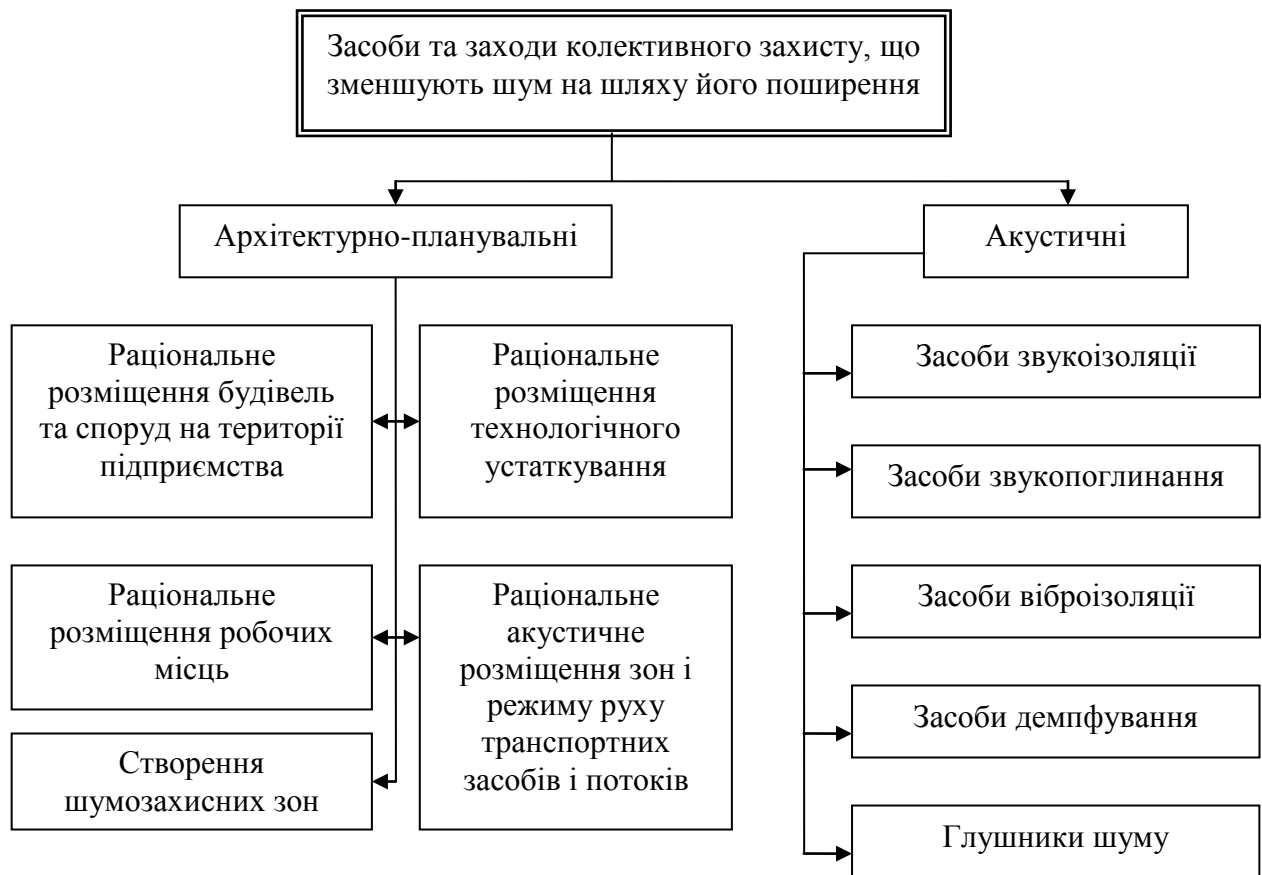 Засоби та заходи колективного захисту, що
зменшують шум на шляху його поширення
Архітектурно-планувальні
Акустичні
Раціональне
розміщення будівель
та споруд на території
підприємства
Раціональне
розміщення
технологічного
устаткування
Засоби звукоізоляції
Засоби звукопоглинання
Раціональне
розміщення робочих
місць
Раціональне
акустичне
розміщення зон і
режиму руху
транспортних
засобів і потоків
Засоби віброізоляції
Засоби демпфування
Створення
шумозахисних зон
Глушники шуму